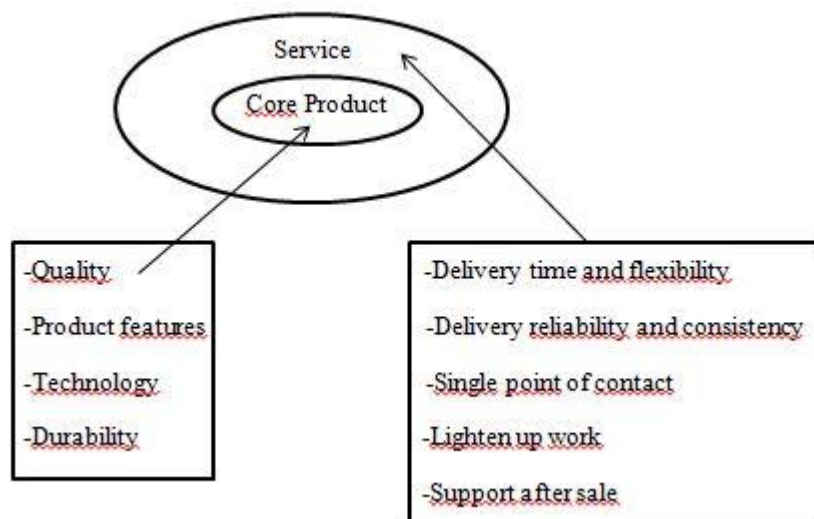 Service
Core Product
-Quality
-Product features
-Technology
-Durability
-Delivery time and flexibility
-Delivery reliability and consistency
-Single point of contact
-Lighten up work
-Support after sale